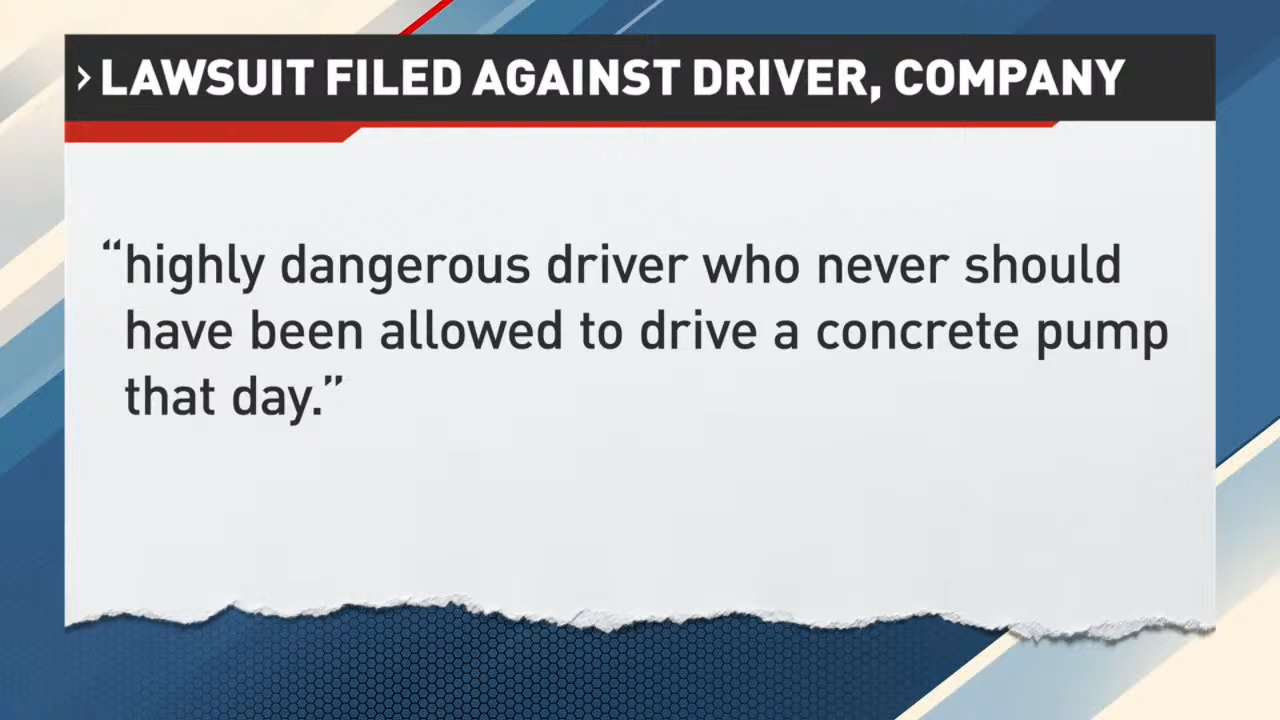 › LAWSUIT FILED AGAINST DRIVER, COMPANY
“highly dangerous driver who never should
have been allowed to drive a concrete pump
that day.”